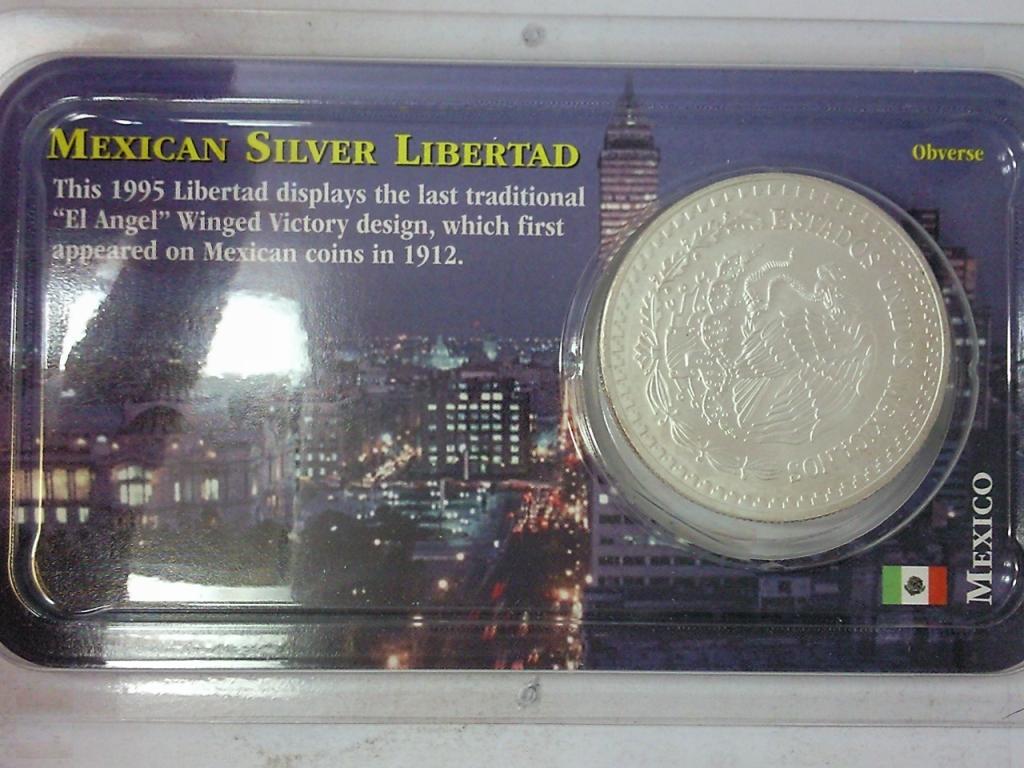 MEXICAN SILVER LIBERTAD
This 1995 Libertad displays the last traditional
"El Angel" Winged Victory design, which first
appeared on Mexican coins in 1912.
Obverse
ESTADOS UNIDOS MEXICANOS
MEXICO